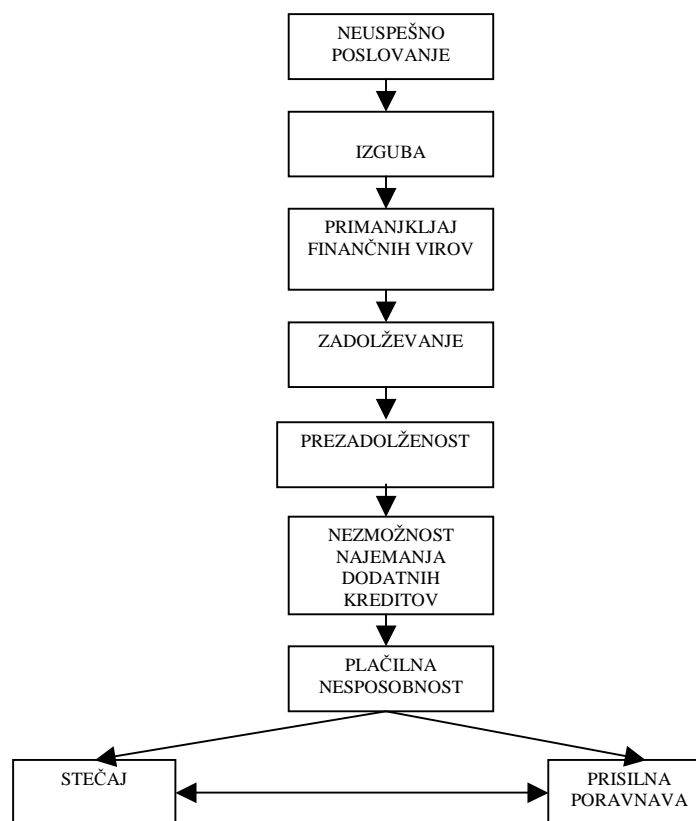 NEUSPEŠNO
POSLOVANJE
IZGUBA
PRIMANJKLJAJ
FINANČNIH VIROV
ZADOLŽEVANJE
PREZADOLŽENOST
NEZMOŽNOST
NAJEMANJA
DODATNIH
KREDITOV
PLAČILNA
NESPOSOBNOST
STEČAJ
PRISILNA
PORAVNAVA